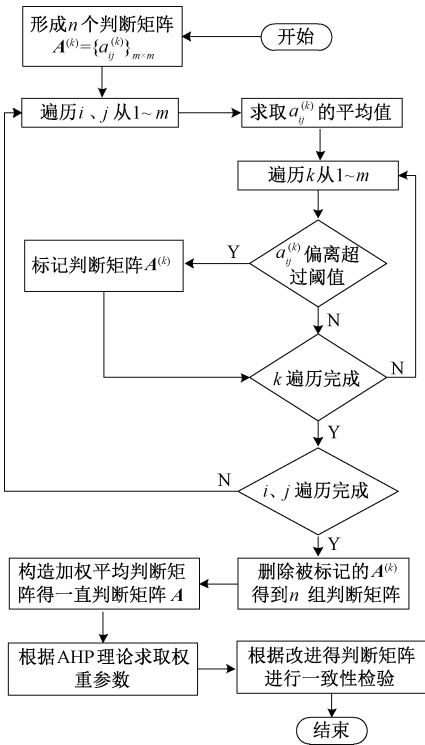 形成n个判断矩阵
A^(k)={a_ij^(k)}_m×m
开始
遍历i、j从1~m
求取a_ij^(k)的平均值
遍历k从1~m
a_ij^(k)偏离超
过阈值
Y
标记判断矩阵A^(k)
N
k遍历完成
N
Y
i、j遍历完成
N
Y
删除被标记的A^(k)
得到n 组判断矩阵
构造加权平均判断矩
阵得一直判断矩阵A
根据AHP理论求取权
重参数
根据改进得判断矩阵
进行一致性检验
结束